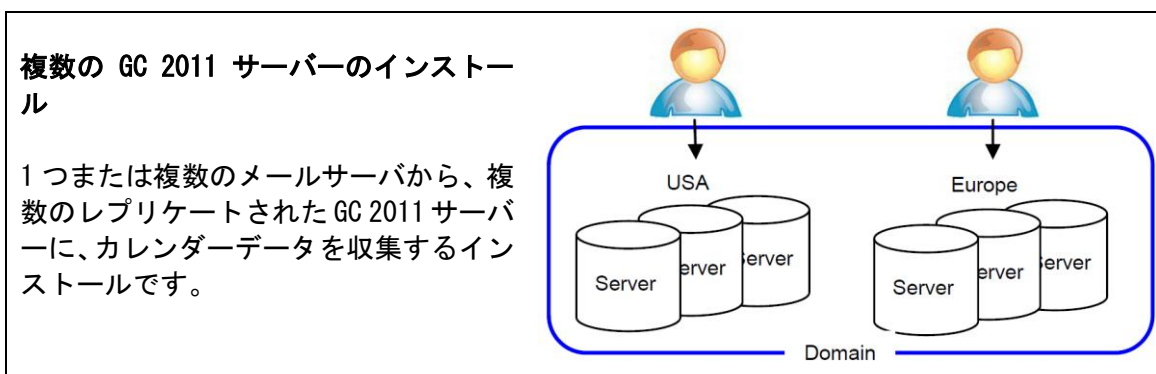 複数の GC 2011 サーバーのインストー
ル
1 つまたは複数のメールサーバから、複
数のレプリケートされた GC 2011 サーバ
ーに、カレンダーデータを収集するイン
ストールです。
USA
Server
erver
erver
Europe
Server
erver
erver
Domain